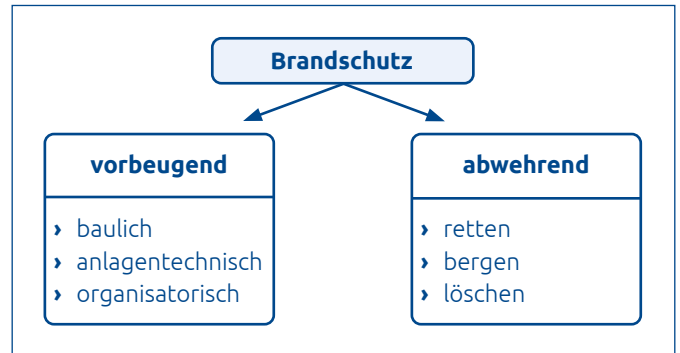 Brandschutz
vorbeugend
› baulich
› anlagentechnisch
› organisatorisch
abwehrend
› retten
› bergen
› löschen